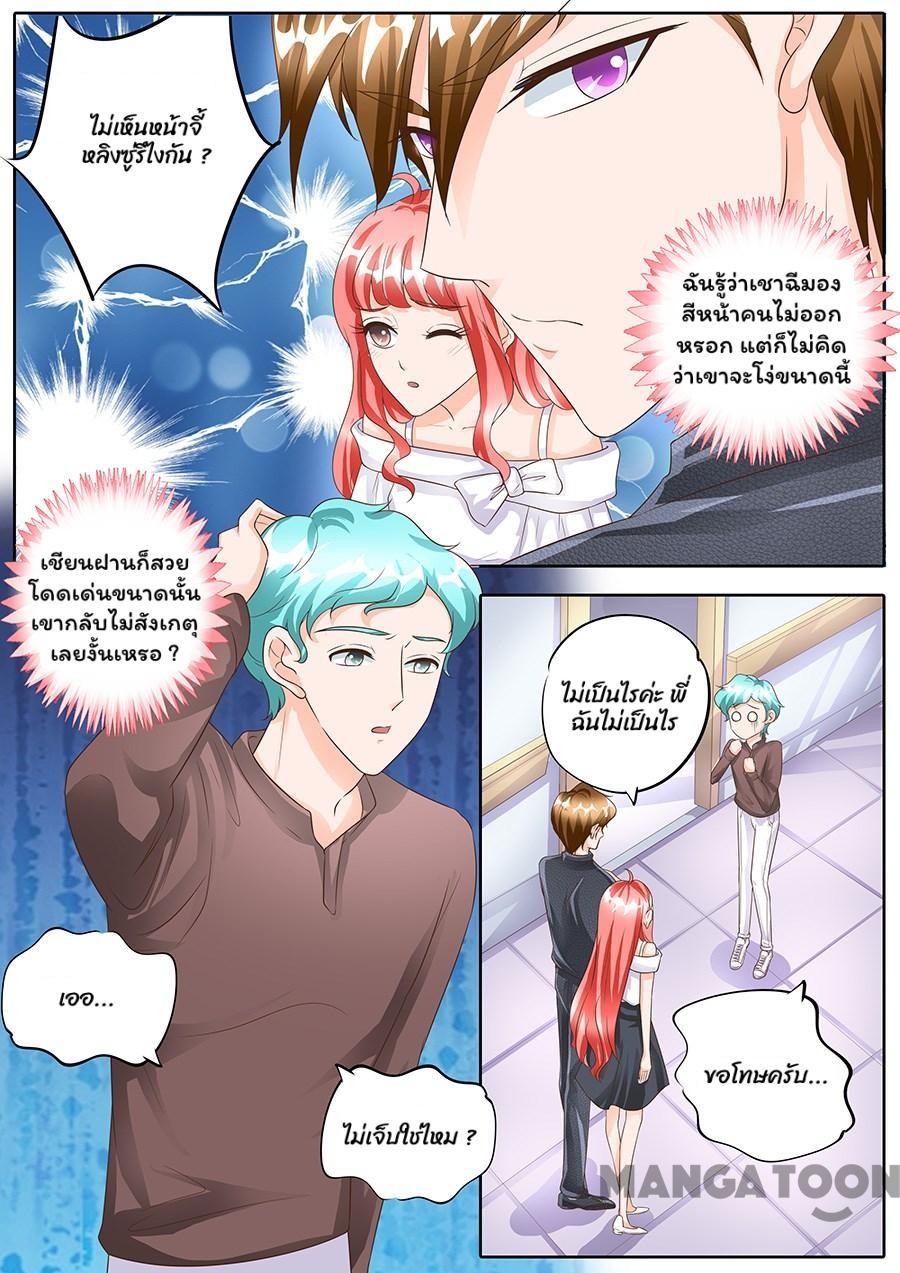 ไม่เห็นหน้าจี้
หลิงซูรึไงกัน ?
ฉันรู้ว่าเซาฉีมอง
สีหน้าคนไม่ออก
หรอก แต่ก็ไม่คิด
ว่าเขาจะโง่ขนาดนี้
เชียนฝานก็สวย
โดดเด่นขนาดนั้น
เขากลับไม่สังเกตุ
เลยงั้นเหรอ ?
ไม่เป็นไรค่ะ พี่
ฉันไม่เป็นไร
เออ...
ไม่เจ็บใช่ไหม ?
ขอโทษครับ...
MANGATOON